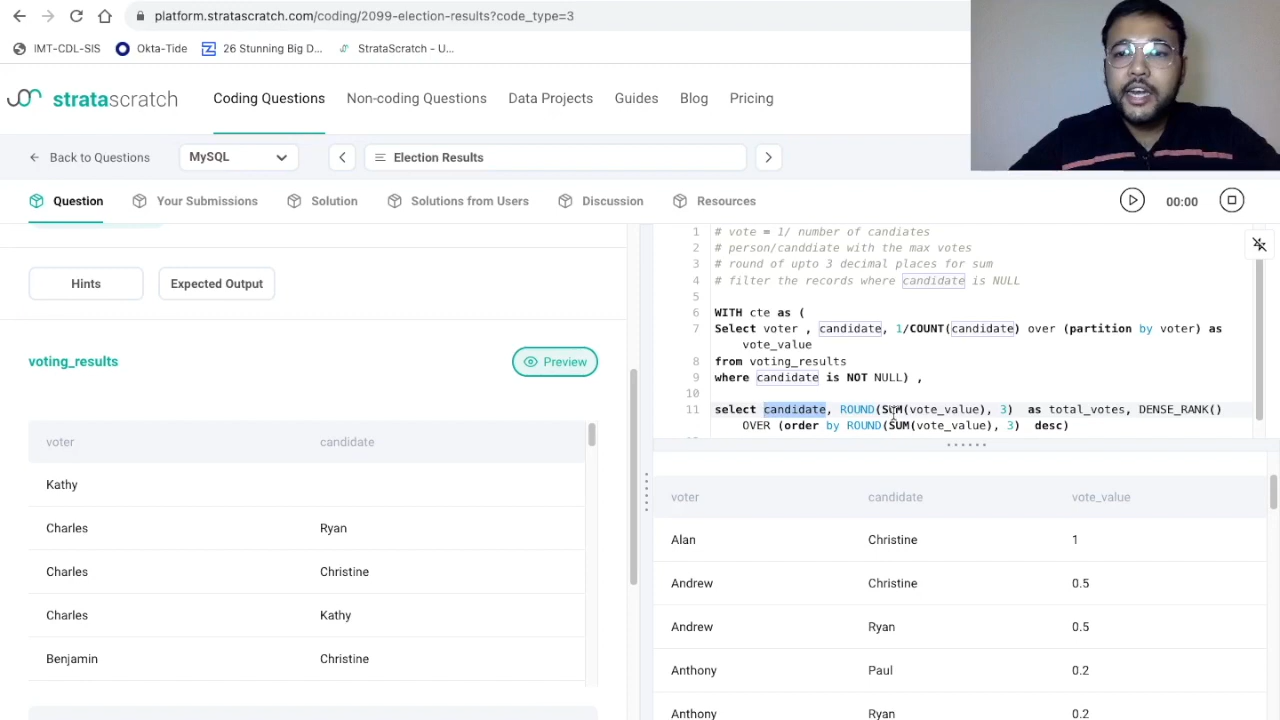 platform.stratascratch.com/coding/2099-election-results?code_type=3
IMT-CDL-SIS Okta-Tide 26 Stunning Big D... StrataScratch - U...
stratascratch Coding Questions Non-coding Questions Data Projects Guides Blog Pricing
Back to Questions MySQL Election Results
Question Your Submissions Solution Solutions from Users Discussion Resources 00:00
Hints Expected Output
voting_results Preview
voter candidate
Kathy
Charles Ryan
Charles Christine
Charles Kathy
Benjamin Christine
1 # vote = 1/ number of candiates
2 # person/canddiate with the max votes
3 # round of upto 3 decimal places for sum
4 # filter the records where candidate is NULL
5
6 WITH cte as (
7 Select voter , candidate, 1/COUNT(candidate) over (partition by voter) as
vote_value
8 from voting_results
9 where candidate is NOT NULL) ,
10
11 select candidate, ROUND(SUM(vote_value), 3) as total_votes, DENSE_RANK()
OVER (order by ROUND(SUM(vote_value), 3) desc)
voter candidate vote_value
Alan Christine 1
Andrew Christine 0.5
Andrew Ryan 0.5
Anthony Paul 0.2
Anthony Ryan 0.2